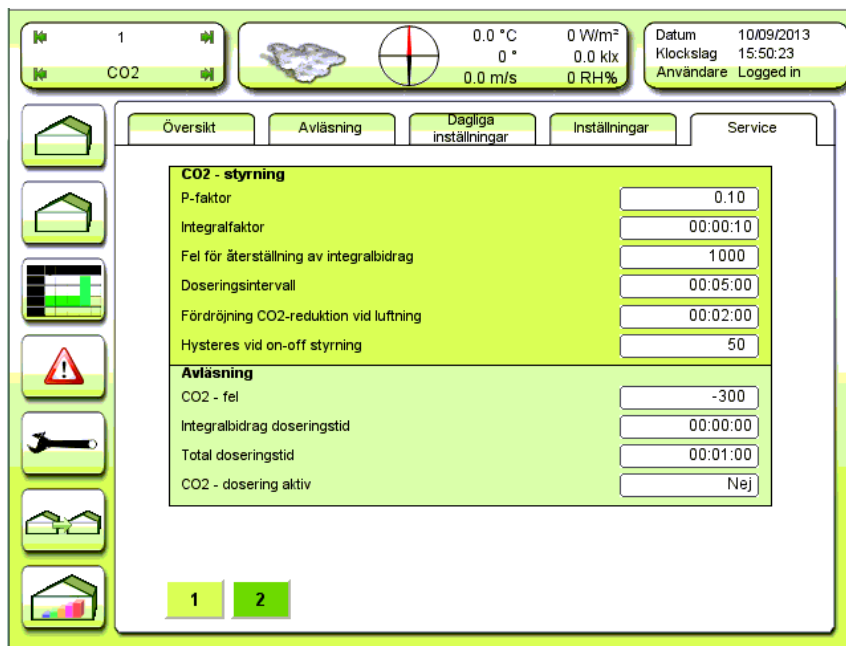 1
CO2
0.0 °C
0 °
0.0 m/s
0 W/m²
0.0 klx
0 RH%
Datum 10/09/2013
Klockslag 15:50:23
Användare Logged in
Översikt
Avläsning
Dagliga
inställningar
Inställningar
Service
CO2 - styrning
P-faktor 0.10
Integralfaktor 00:00:10
Fel för återställning av integralbidrag 1000
Doseringsintervall 00:05:00
Fördröjning CO2-reduktion vid luftning 00:02:00
Hysteres vid on-off styrning 50
Avläsning
CO2 - fel -300
Integralbidrag doseringstid 00:00:00
Total doseringstid 00:01:00
CO2 - dosering aktiv Nej
1 2